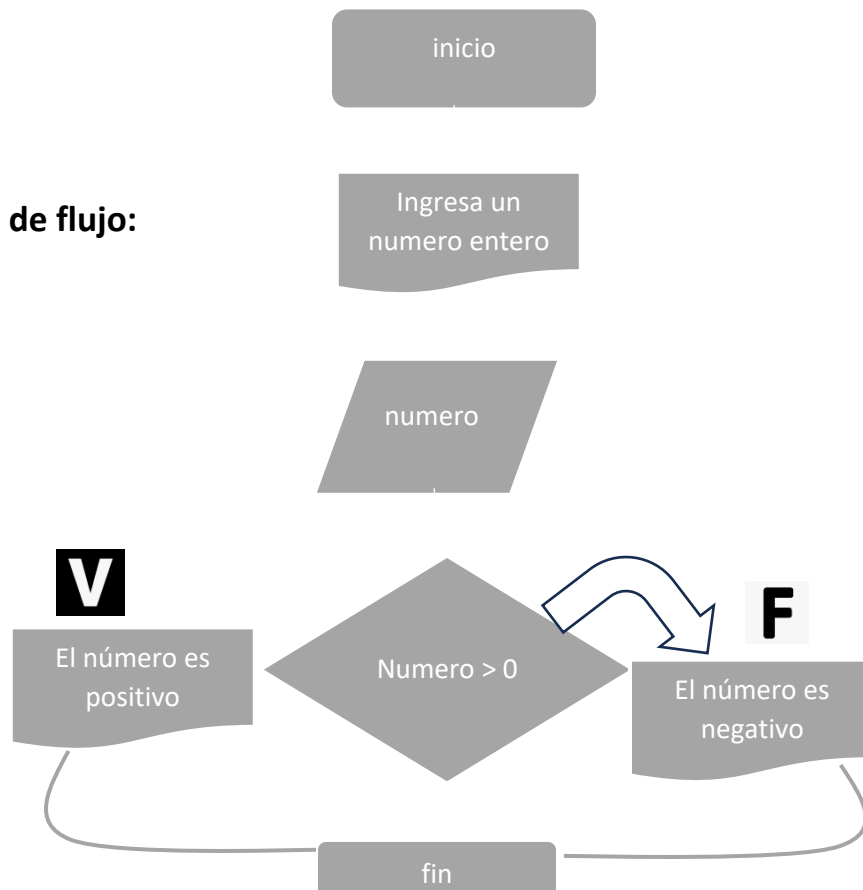 inicio
de flujo:
Ingresa un
numero entero
numero
V
F
El número es
positivo
Numero > 0
El número es
negativo
fin